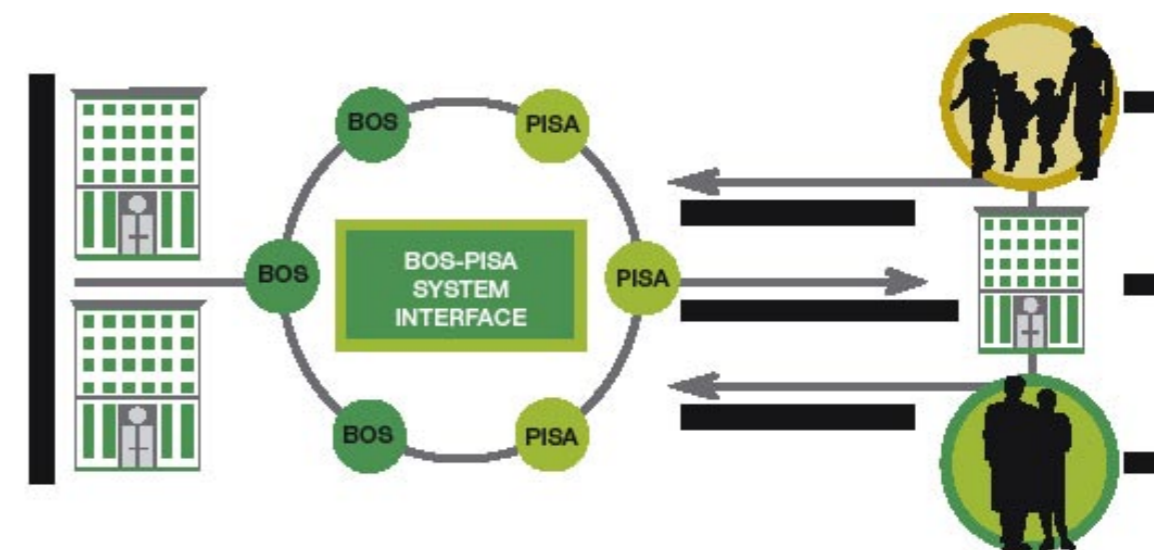 BOS
PISA
BOS
BOS-PISA
SYSTEM
INTERFACE
PISA
BOS
PISA